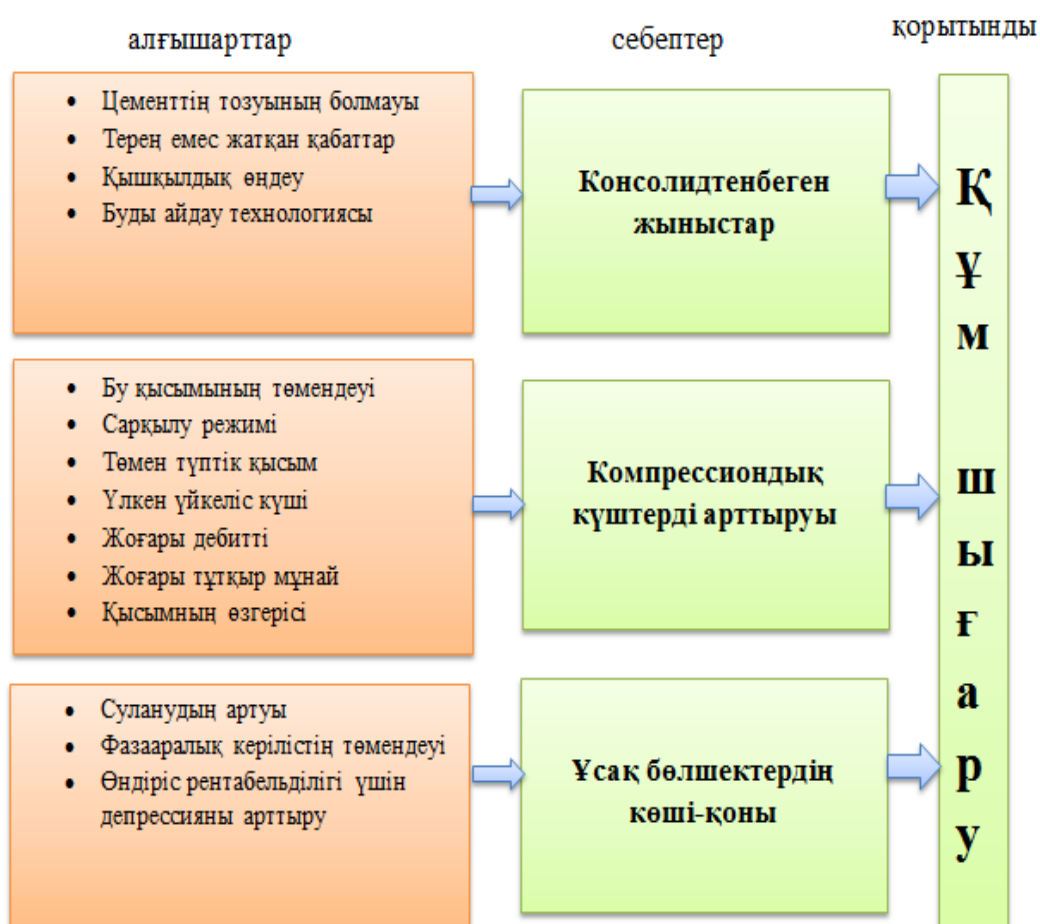 алғышарттар
себептер
қорытынды
• Цементтің тозуының болмауы
• Терең емес жатқан қабаттар
• Қышқылдық өңдеу
• Буды айдау технологиясы
Консолидтенбеген
жыныстар
• Бу қысымының төмендеуі
• Сарқылу режимі
• Төмен түптік қысым
• Үлкен үйкеліс күші
• Жоғары дебитті
• Жоғары тұтқыр мұнай
• Қысымның өзгерісі
Компрессиондық
күштерді арттыруы
• Суланудың артуы
• Фазааралық керілістің төмендеуі
• Өндіріс рентабельділігі үшін
депрессияны арттыру
Ұсақ бөлшектердің
көші-қоны
Қ
Ұ
м
ш
ы
ғ
а
р
у